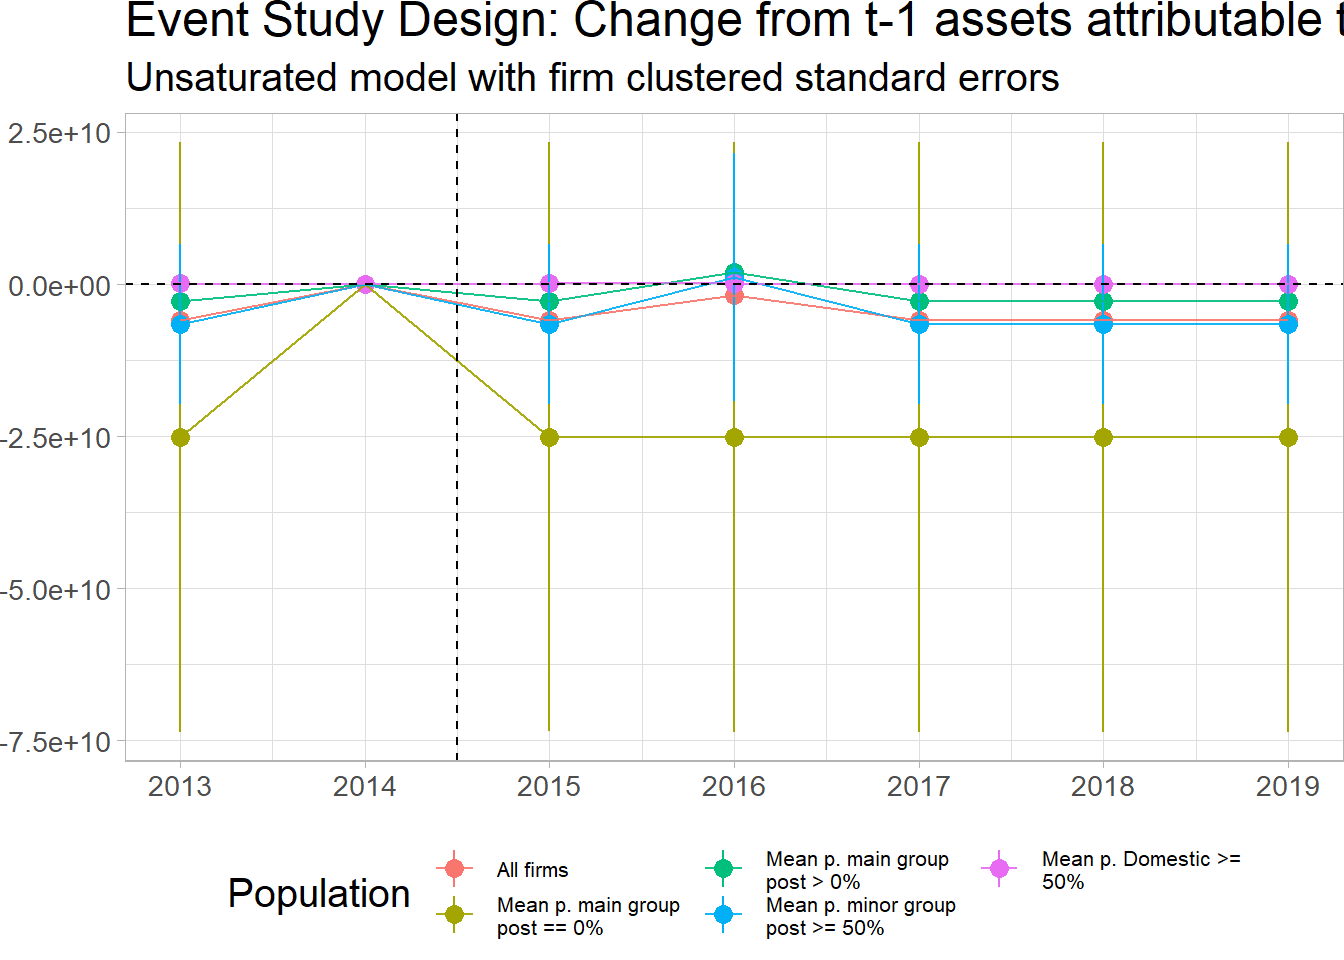 Event Study Design: Change from t-1 assets attributable t
Unsaturated model with firm clustered standard errors
2.5e+10
0.0e+00
-2.5e+10
-5.0e+10
-7.5e+10
2013 2014 2015 2016 2017 2018 2019
Population
All firms
Mean p. main group
post == 0%
Mean p. main group
post > 0%
Mean p. minor group
post >= 50%
Mean p. Domestic >=
50%